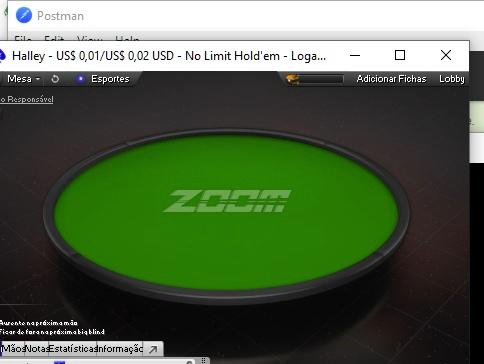 Postman
File Edit View Help
Halley - US$ 0,01/US$ 0,02 USD - No Limit Hold'em - Loga...
Mesa Esportes Adicionar Fichas Lobby
o Responsável
ZOOM
Ausente na próxima mão
Ficar de fora na próxima big blind
Mãos Notas Estatísticas Informação